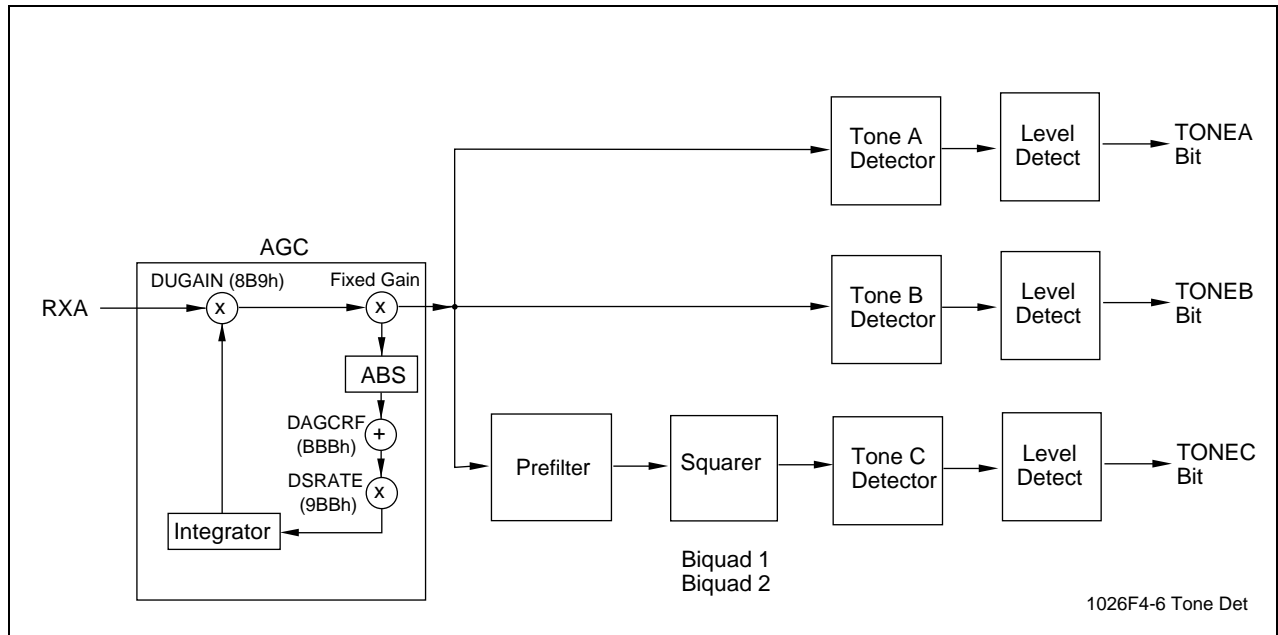 Tone A
Detector
Level
Detect
TONEA
Bit
AGC
DUGAIN (8B9h)
Fixed Gain
RXA
X
X
ABS
DAGCRF
(BBBh)
+
DSRATE
(9BBh)
X
Integrator
Tone B
Detector
Level
Detect
TONEB
Bit
Prefilter
Squarer
Tone C
Detector
Level
Detect
TONEC
Bit
Biquad 1
Biquad 2
1026F4-6 Tone Det